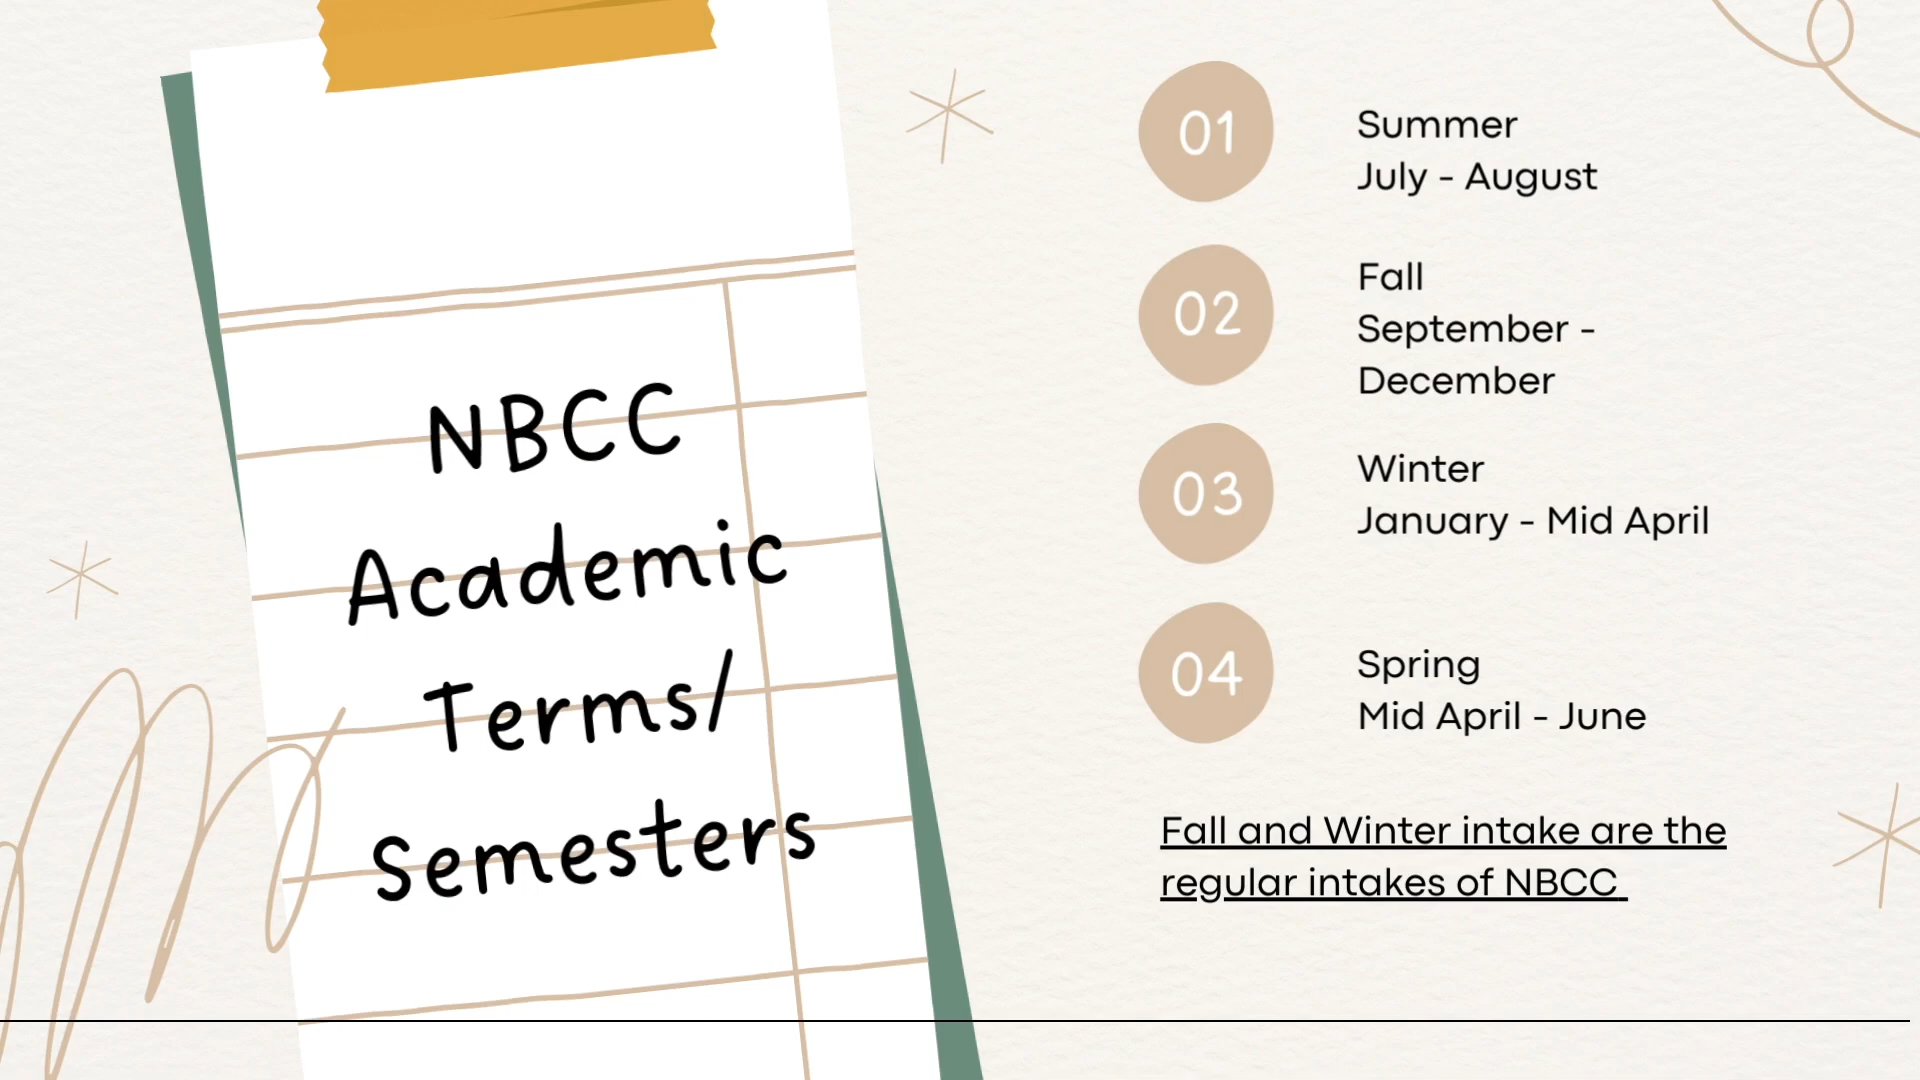 NBCC
Academic
Terms/
Semesters
01
Summer
July - August
02
Fall
September -
December
03
Winter
January - Mid April
04
Spring
Mid April - June
Fall and Winter intake are the
regular intakes of NBCC